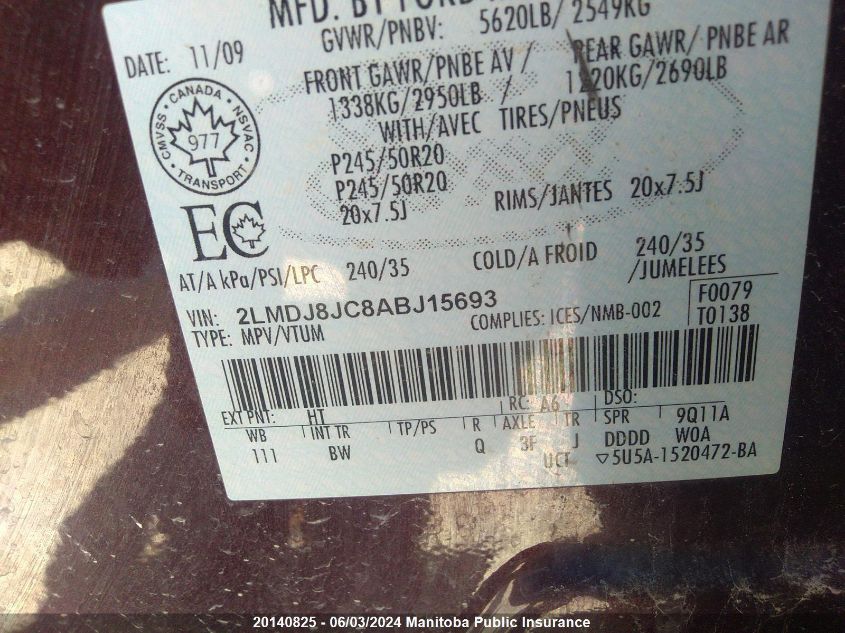 MFD. BY FORD
GVWR/PNBV: 5620LB/ 2549KG
DATE: 11/09
FRONT GAWR/PNBE AV/ REAR GAWR/ PNBE AR
1338KG/2950LB 1220KG/2690LB
WITH/AVEC TIRES/PNEUS
CMVSS · CANADA · NSVAC
977
TRANSPORT
P245/50R20
P245/50R20
20x7.5J RIMS/JANTES 20x7.5J
EC
AT/A kPa/PSI/LPC 240/35 COLD/A FROID 240/35
/JUMELEES
VIN: 2LMDJ8JC8ABJ15693
TYPE: MPV/VTUM COMPLIES: ICES/NMB-002
F0079
T0138
EXT PNT: HT RC: A6 DSO:
WB INT TR TP/PS R AXLE TR SPR 9Q11A
111 BW Q 3F J DDDD WOA
UCT ▽5U5A-1520472-BA
20140825 - 06/03/2024 Manitoba Public Insurance